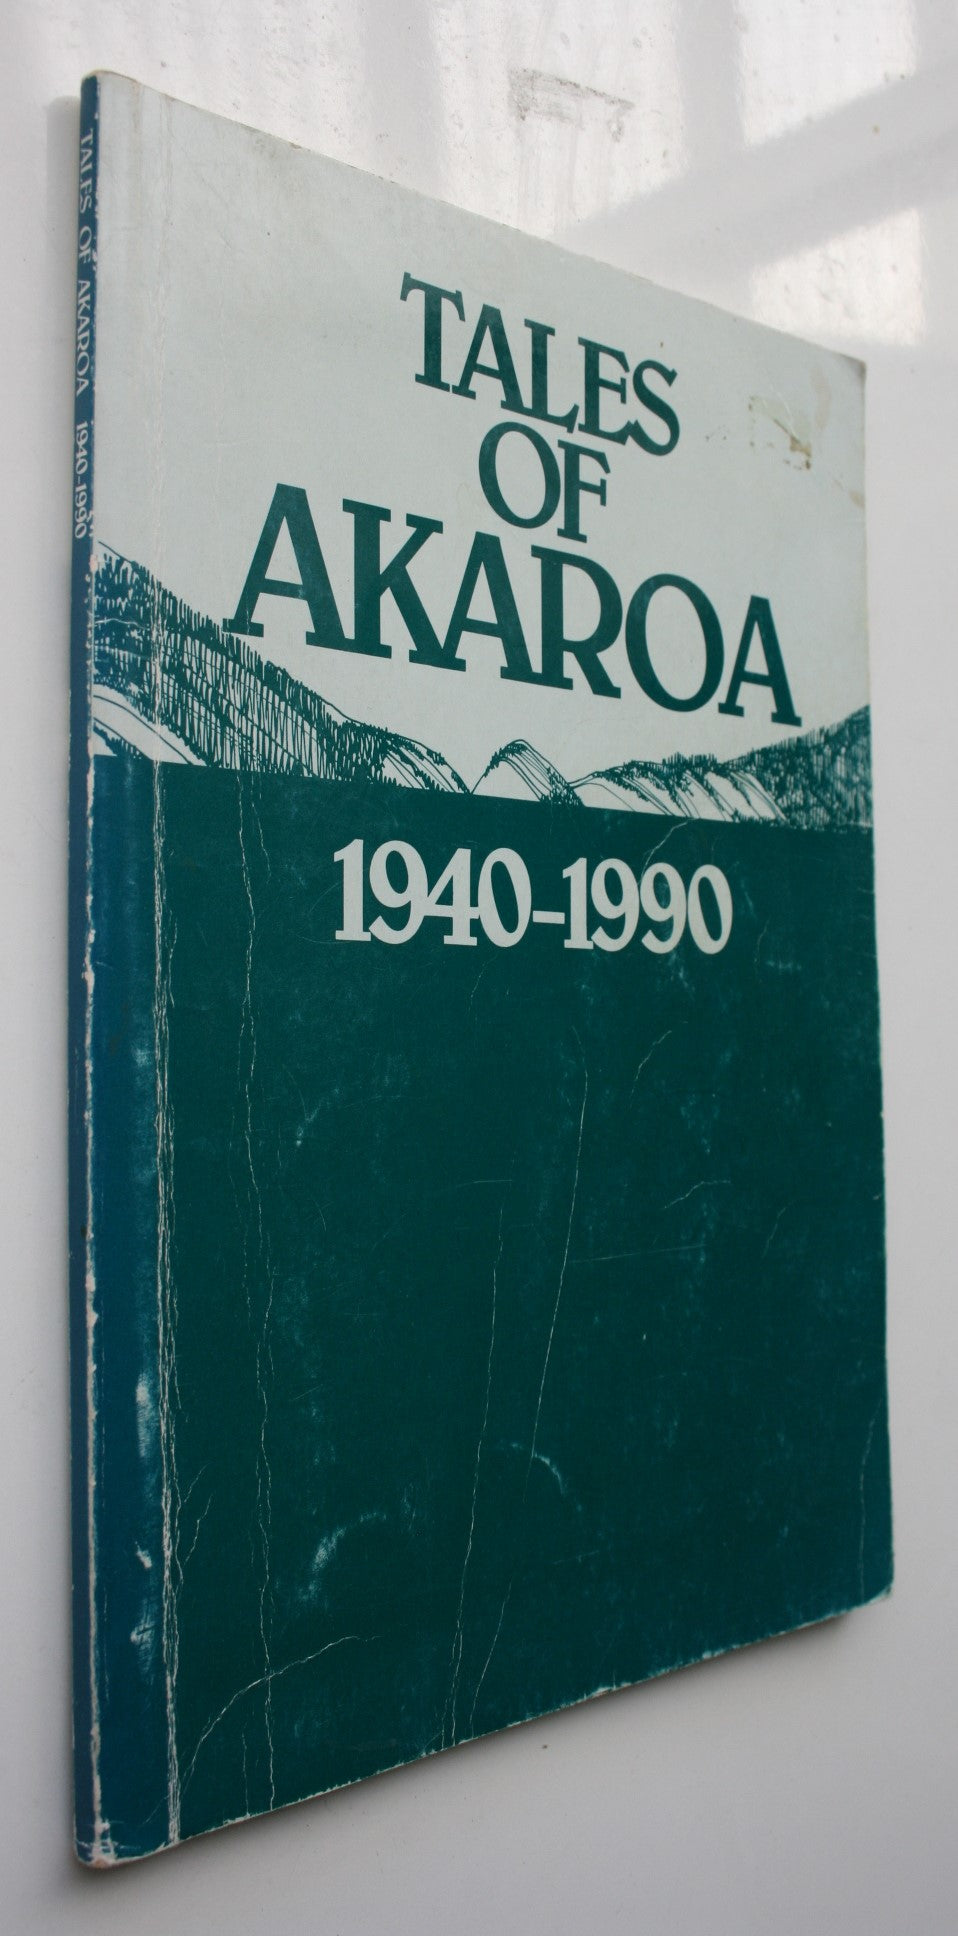 TALES OF AKAROA 1940-1990
TALES
OF
AKAROA
1940-1990